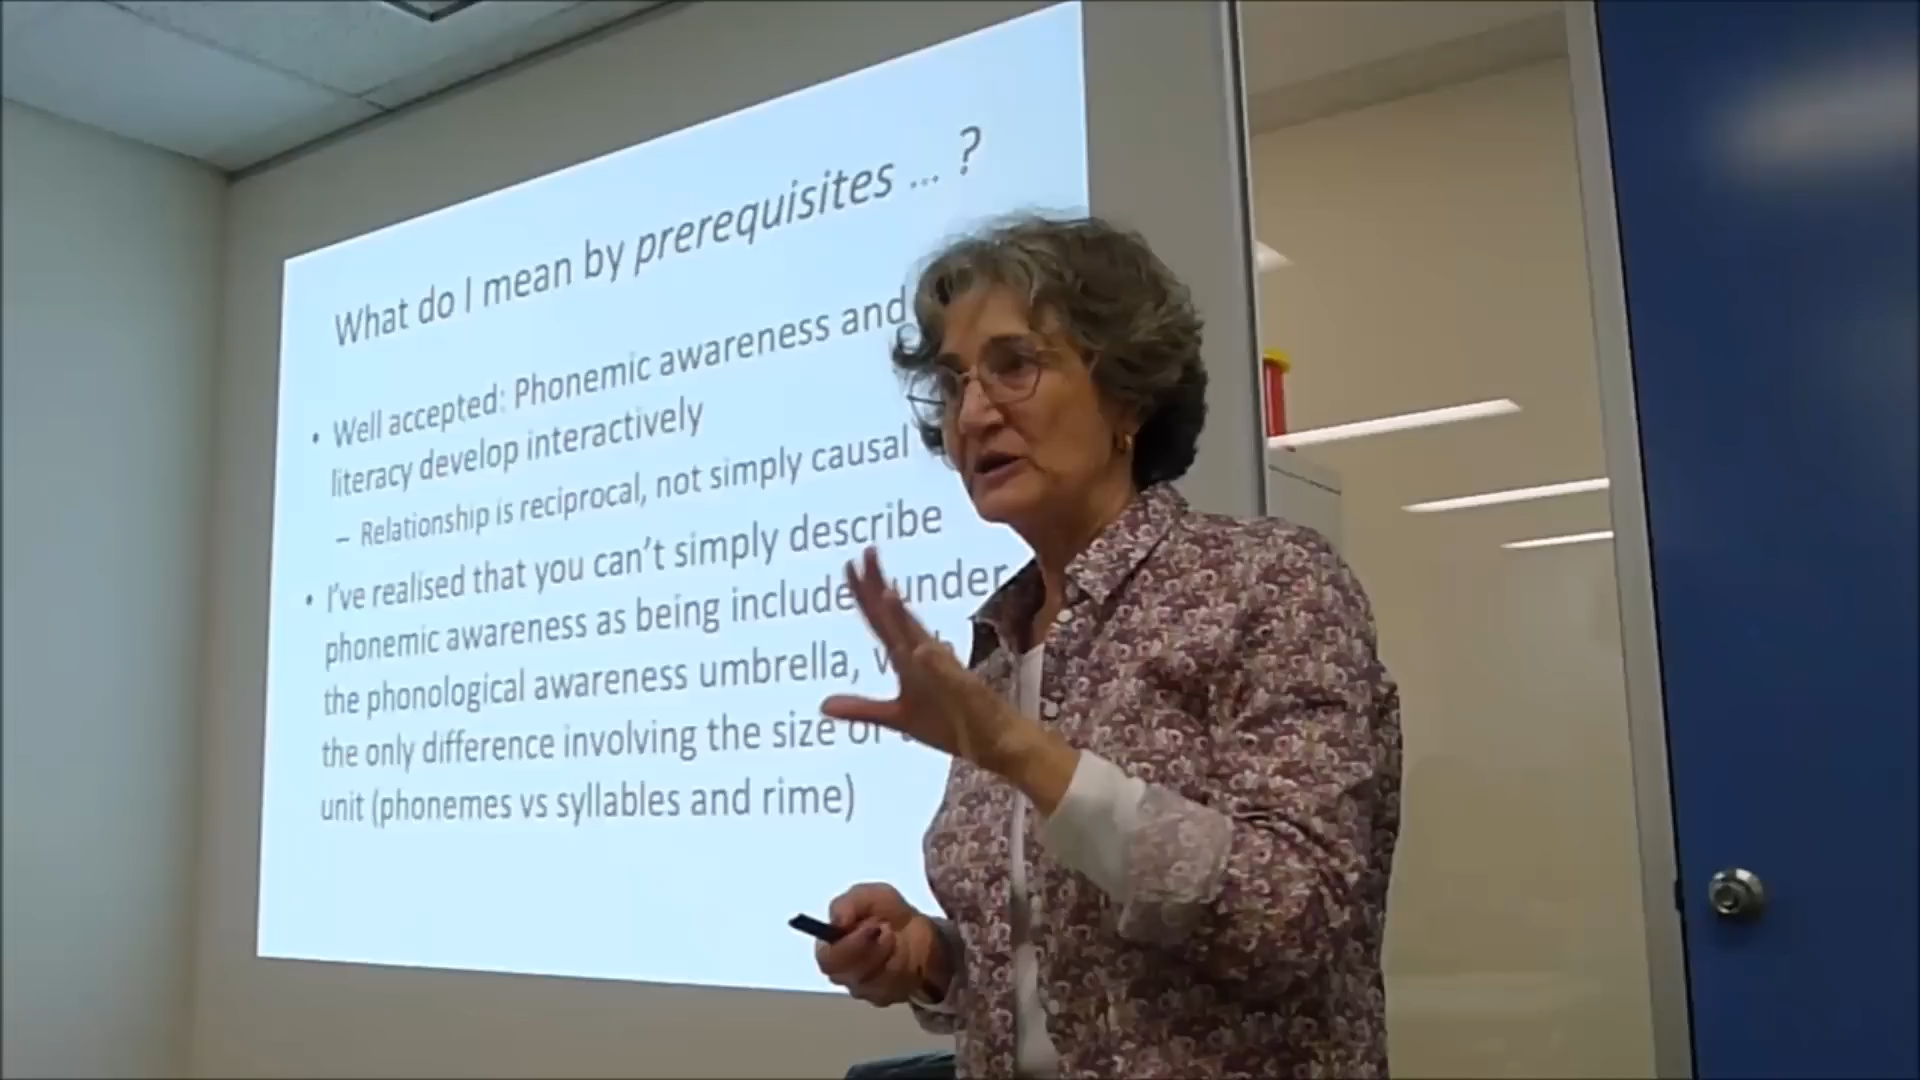 What do I mean by prerequisites ... ?
• Well accepted: Phonemic awareness and
literacy develop interactively
– Relationship is reciprocal, not simply causal
• I've realised that you can't simply describe
phonemic awareness as being include under
the phonological awareness umbrella,
the only difference involving the size of
unit (phonemes vs syllables and rime)